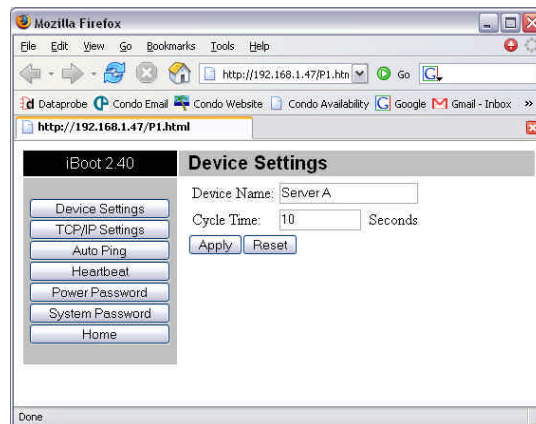 Mozilla Firefox
File Edit View Go Bookmarks Tools Help
http://192.168.1.47/P1.htm Go G
Dataprobe Condo Email Condo Website Condo Availability Google Gmail - Inbox »
http://192.168.1.47/P1.html
iBoot 2.40
Device Settings
TCP/IP Settings
Auto Ping
Heartbeat
Power Password
System Password
Home
Device Settings
Device Name: Server A
Cycle Time: 10 Seconds
Apply Reset
Done